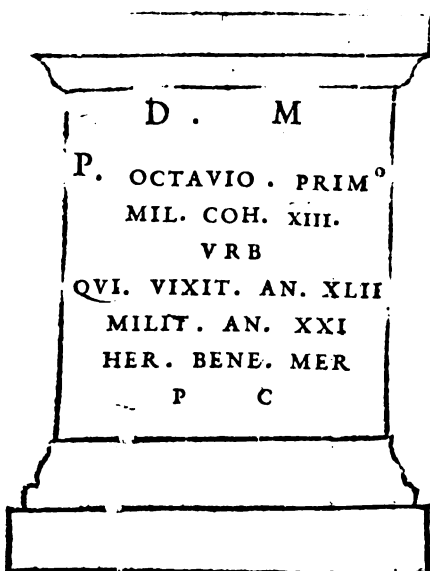 D . M
P. OCTAVIO . PRIMº
MIL. COH. XIII.
VRB
QVI. VIXIT. AN. XLII
MILIT . AN. XXI
HER . BENE. MER
P C